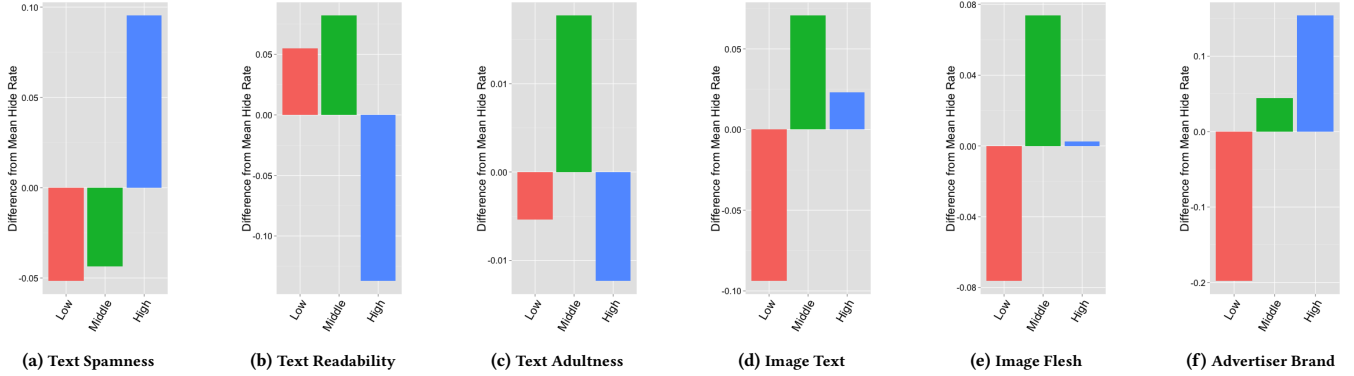 Difference from Mean Hide Rate
0.10
0.05
0.00
-0.05
Low
Middle
High
(a) Text Spamness
Difference from Mean Hide Rate
0.05
0.00
-0.05
-0.10
Low
Middle
High
(b) Text Readability
Difference from Mean Hide Rate
0.01
0.00
-0.01
Low
Middle
High
(c) Text Adultness
Difference from Mean Hide Rate
0.05
0.00
-0.05
-0.10
Low
Middle
High
(d) Image Text
Difference from Mean Hide Rate
0.08
0.04
0.00
-0.04
-0.08
Low
Middle
High
(e) Image Flesh
Difference from Mean Hide Rate
0.1
0.0
-0.1
-0.2
Low
Middle
High
(f) Advertiser Brand